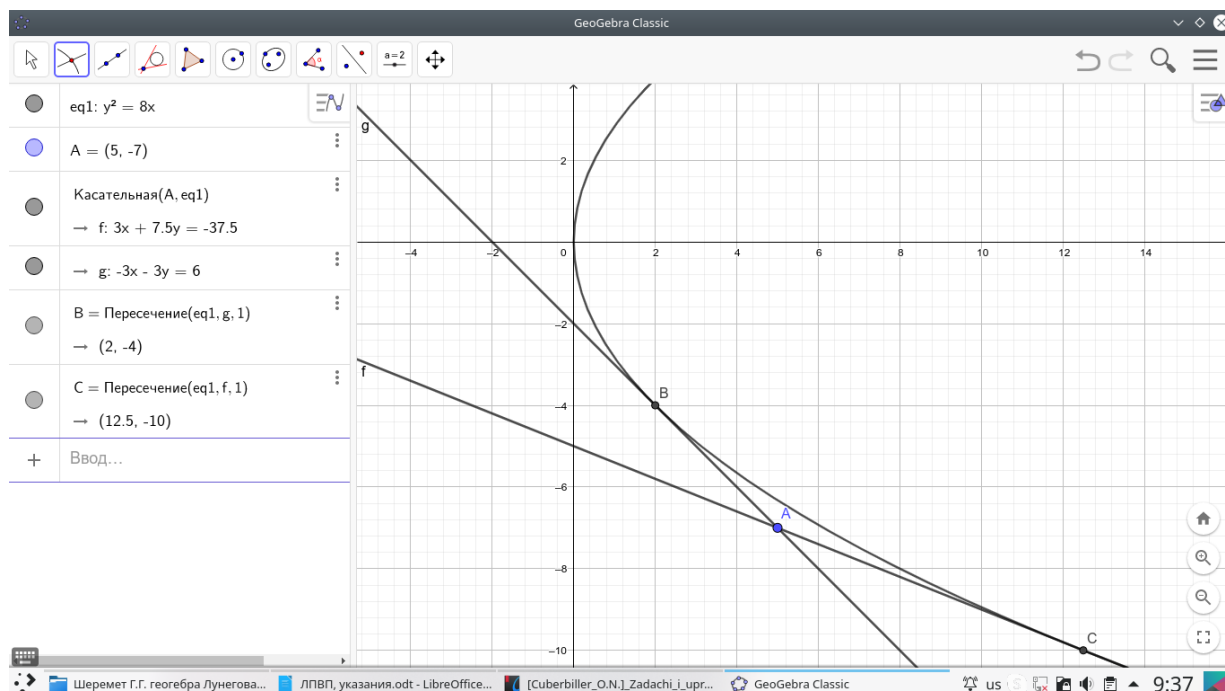 GeoGebra Classic
a=2
eq1: y² = 8x
A = (5, -7)
Касательная(A, eq1)
→ f: 3x + 7.5y = -37.5
→ g: -3x - 3y = 6
B = Пересечение(eq1, g, 1)
→ (2, -4)
C = Пересечение(eq1, f, 1)
→ (12.5, -10)
+ Ввод…
g
2
-4 -2 0 2 4 6 8 10 12 14
-2
f
B
-4
-6
A
-8
C
-10
Шеремет Г.Г. геогебра Лунегова...
ЛПВП, указания.odt - LibreOffice...
[Cuberbiller_O.N.]_Zadachi_i_upr...
GeoGebra Classic
us
9:37